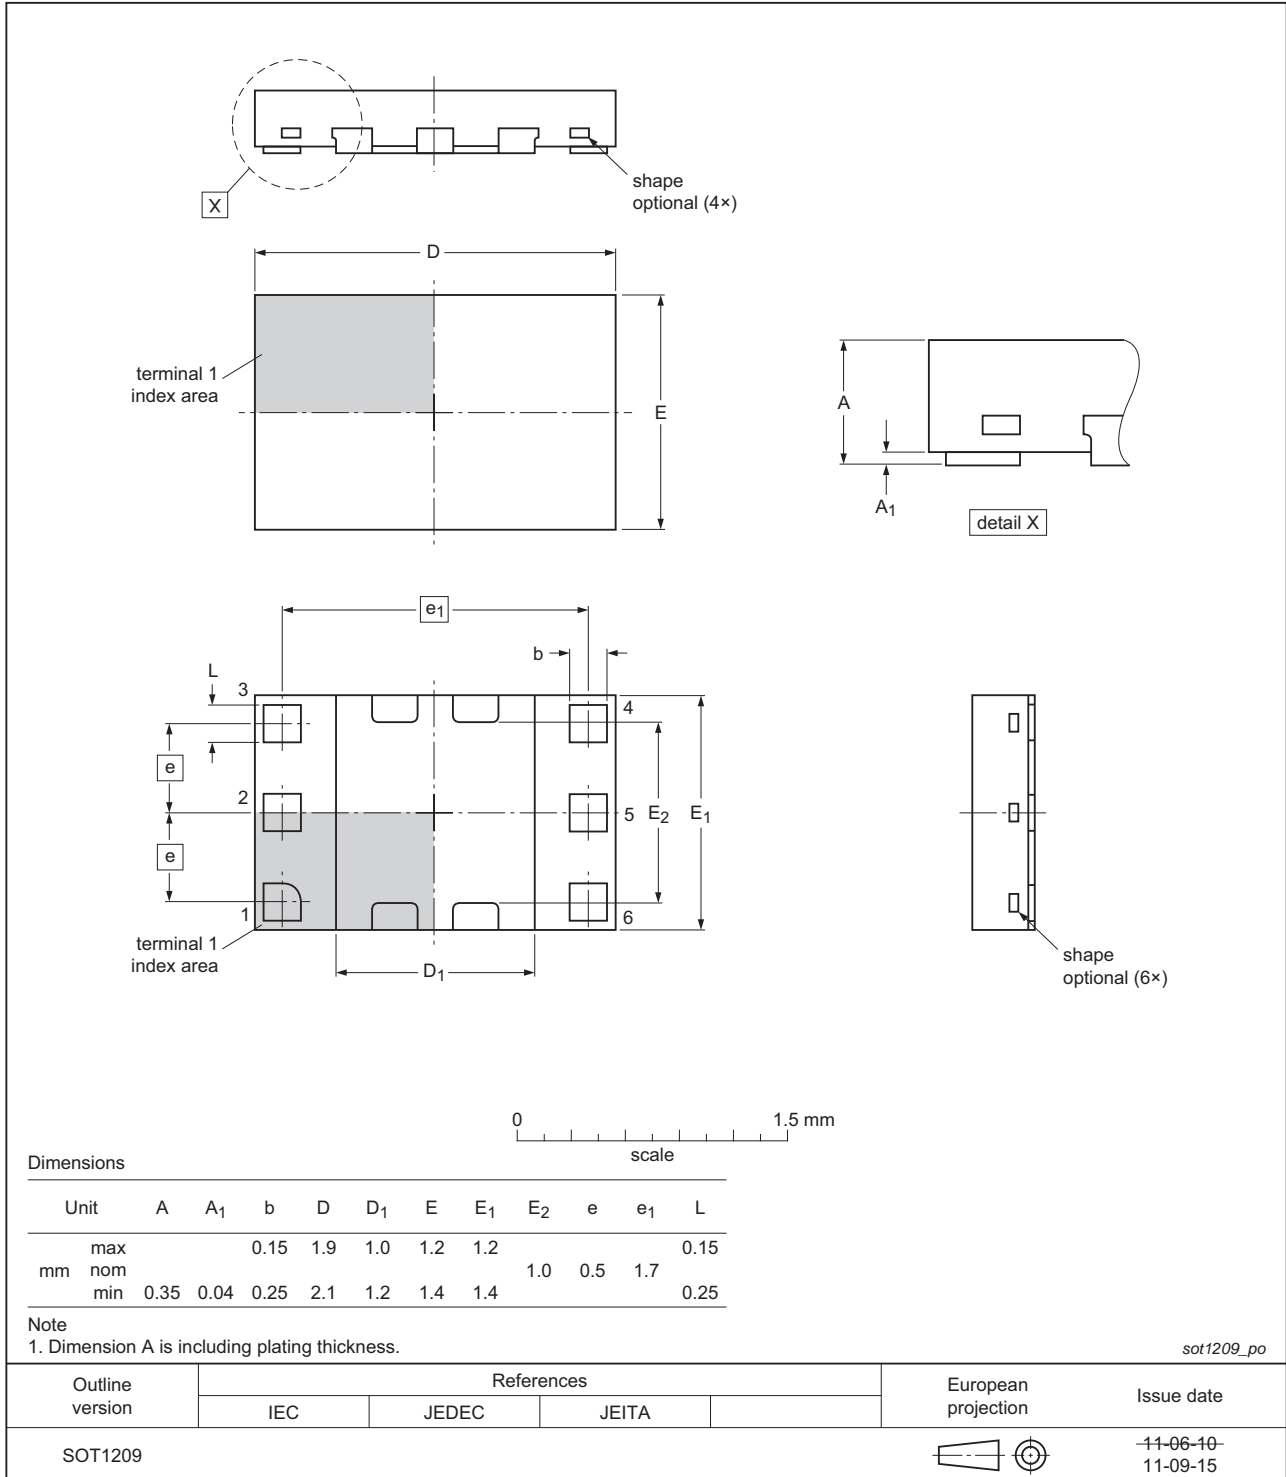 X
shape
optional (4×)
D
terminal 1
index area
E
A
A1
detail X
e1
b
L
3
4
e
2
5
E2
E1
e
1
6
terminal 1
index area
D1
shape
optional (6×)
0 1.5 mm
scale
Dimensions
Unit A A1 b D D1 E E1 E2 e e1 L
max 0.15 1.9 1.0 1.2 1.2 0.15
mm nom 1.0 0.5 1.7
min 0.35 0.04 0.25 2.1 1.2 1.4 1.4 0.25
Note
1. Dimension A is including plating thickness.
sot1209_po
Outline version References European projection Issue date
IEC JEDEC JEITA
SOT1209 11-06-10
11-09-15